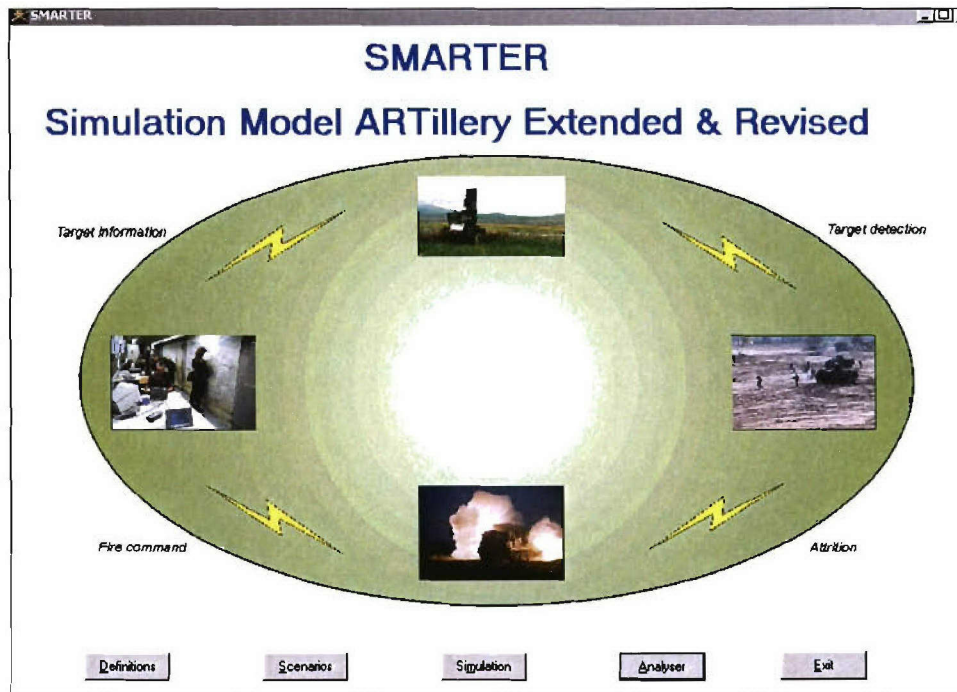 SMARTER
SMARTER
Simulation Model ARTillery Extended & Revised
Target Information
Target detection
Fire command
Attrition
Definitions
Scenarios
Simulation
Analyser
Exit